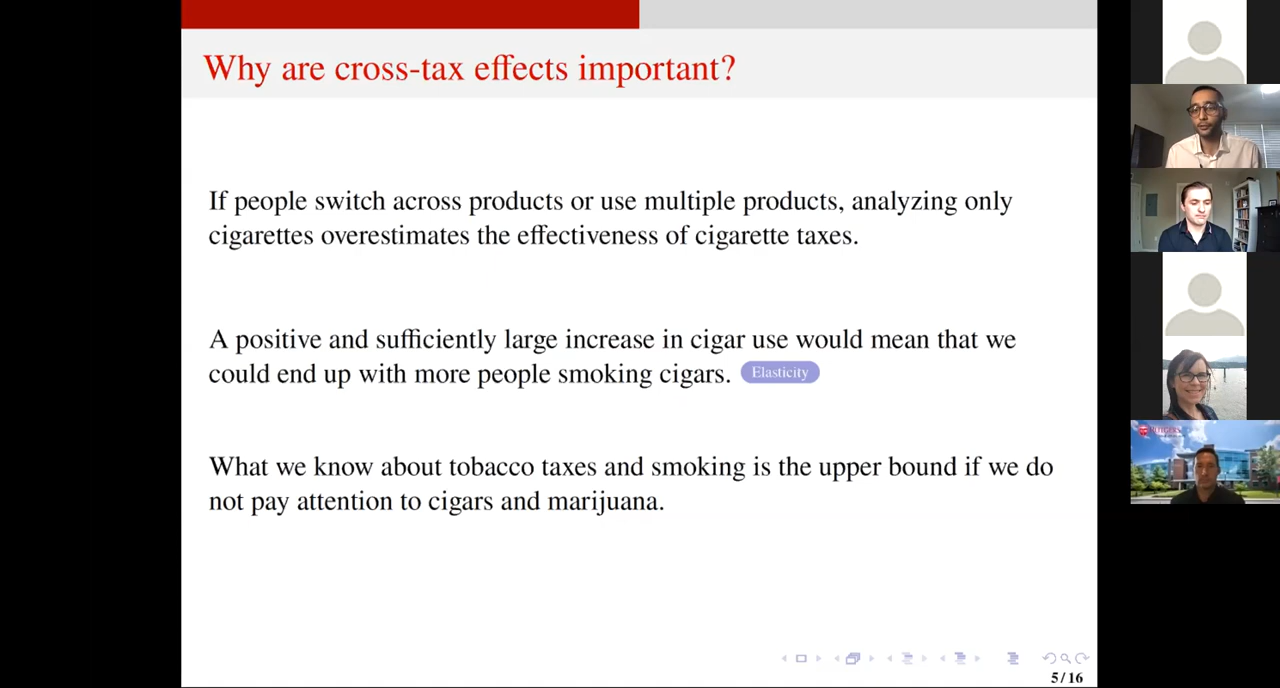 Why are cross-tax effects important?
If people switch across products or use multiple products, analyzing only
cigarettes overestimates the effectiveness of cigarette taxes.
A positive and sufficiently large increase in cigar use would mean that we
could end up with more people smoking cigars. Elasticity
What we know about tobacco taxes and smoking is the upper bound if we do
not pay attention to cigars and marijuana.
5/16